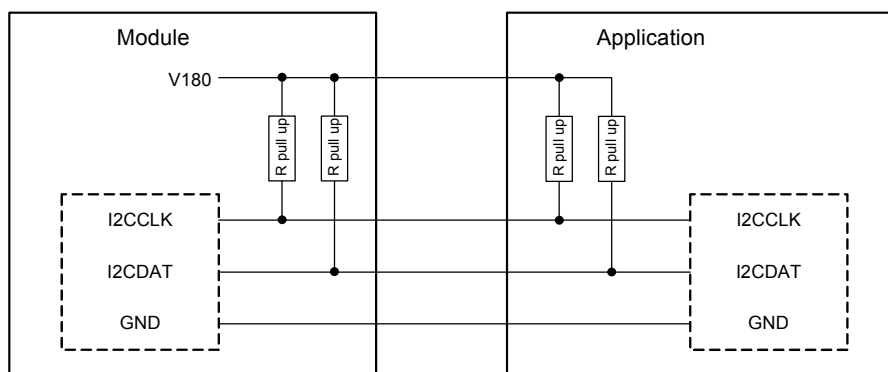 Module
Application
V180
R pull up
R pull up
R pull up
R pull up
I2CCLK
I2CCLK
I2CDAT
I2CDAT
GND
GND